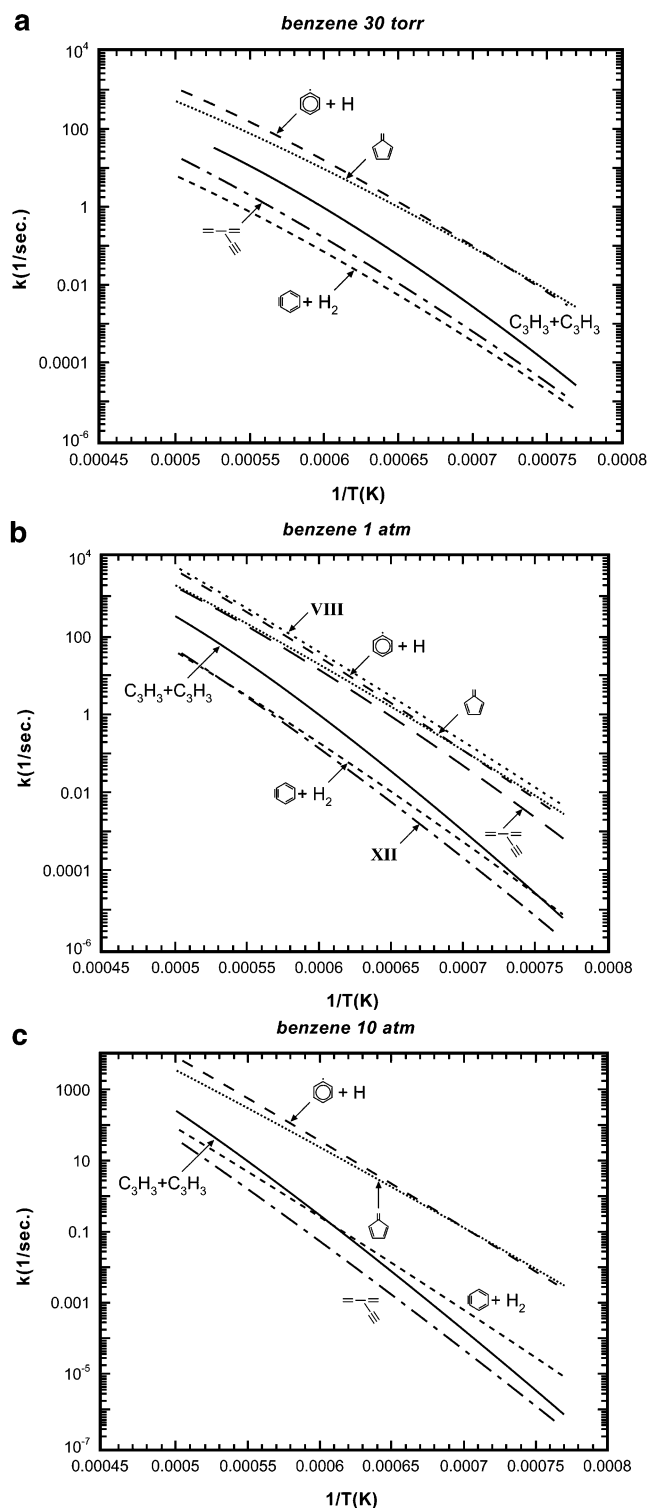 a
benzene 30 torr
10^4
100
1
0.01
0.0001
10^-6
k(1/sec.)
+ H
+ H2
C3H3+C3H3
0.00045 0.0005 0.00055 0.0006 0.00065 0.0007 0.00075 0.0008
1/T(K)
b
benzene 1 atm
10^4
100
1
0.01
0.0001
10^-6
k(1/sec.)
VIII
+ H
C3H3+C3H3
+ H2
XII
0.00045 0.0005 0.00055 0.0006 0.00065 0.0007 0.00075 0.0008
1/T(K)
c
benzene 10 atm
1000
10
0.1
0.001
10^-5
10^-7
k(1/sec.)
+ H
C3H3+C3H3
+ H2
0.00045 0.0005 0.00055 0.0006 0.00065 0.0007 0.00075 0.0008
1/T(K)